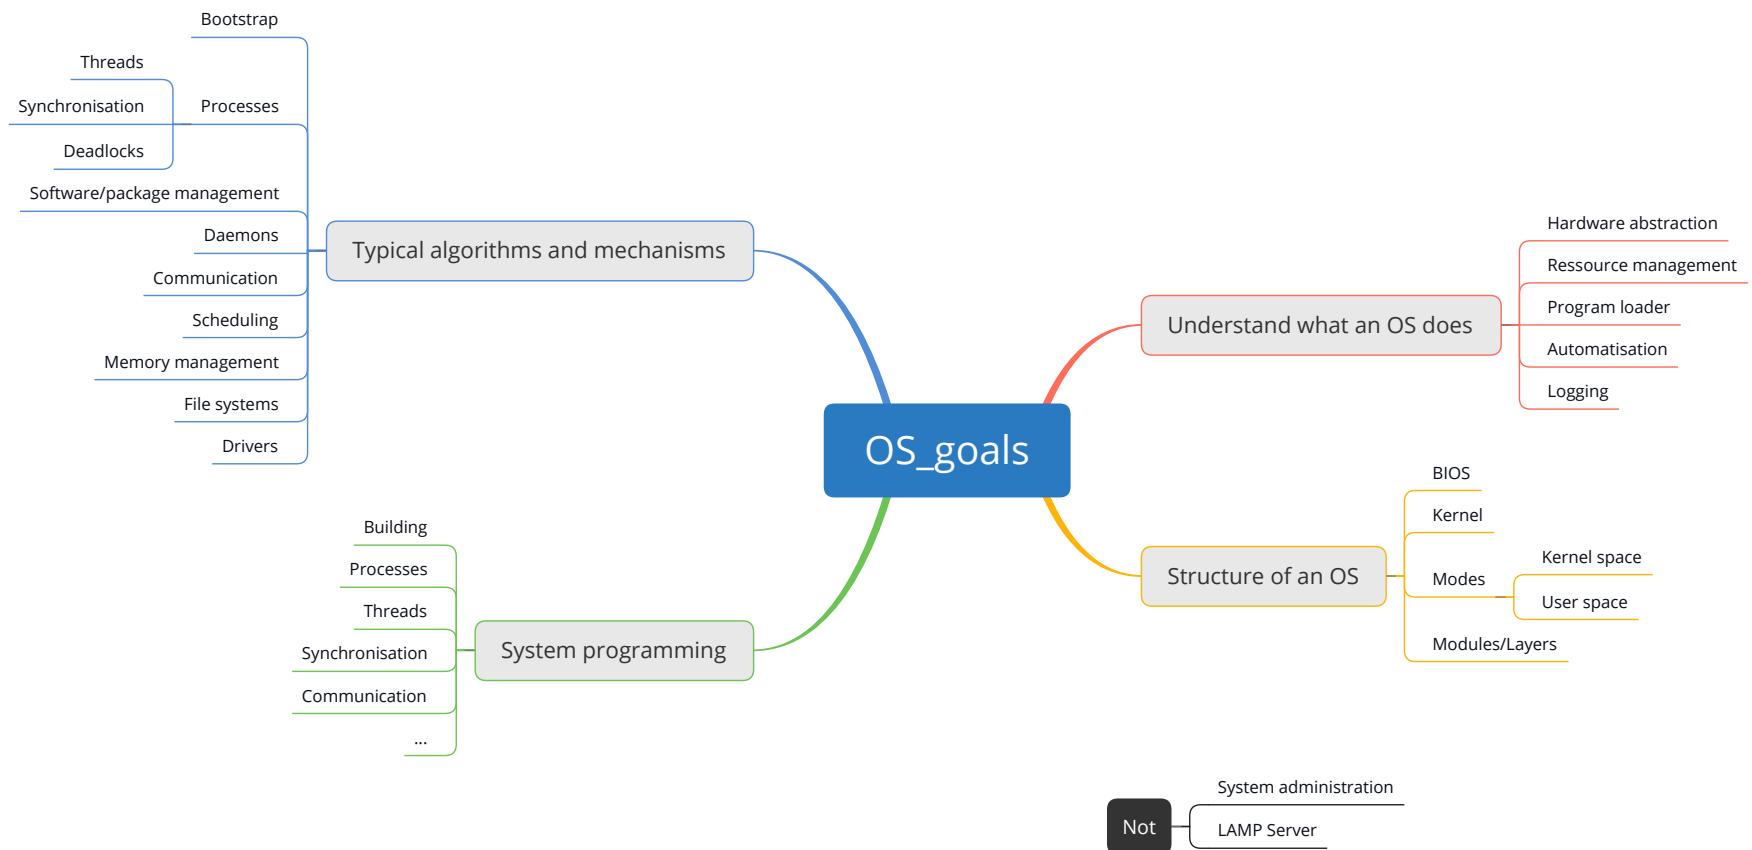 OS_goals
Understand what an OS does
Hardware abstraction
Ressource management
Program loader
Automatisation
Logging
Structure of an OS
BIOS
Kernel
Modes
Kernel space
User space
Modules/Layers
Typical algorithms and mechanisms
Bootstrap
Processes
Threads
Synchronisation
Deadlocks
Software/package management
Daemons
Communication
Scheduling
Memory management
File systems
Drivers
System programming
Building
Processes
Threads
Synchronisation
Communication
...
Not
System administration
LAMP Server